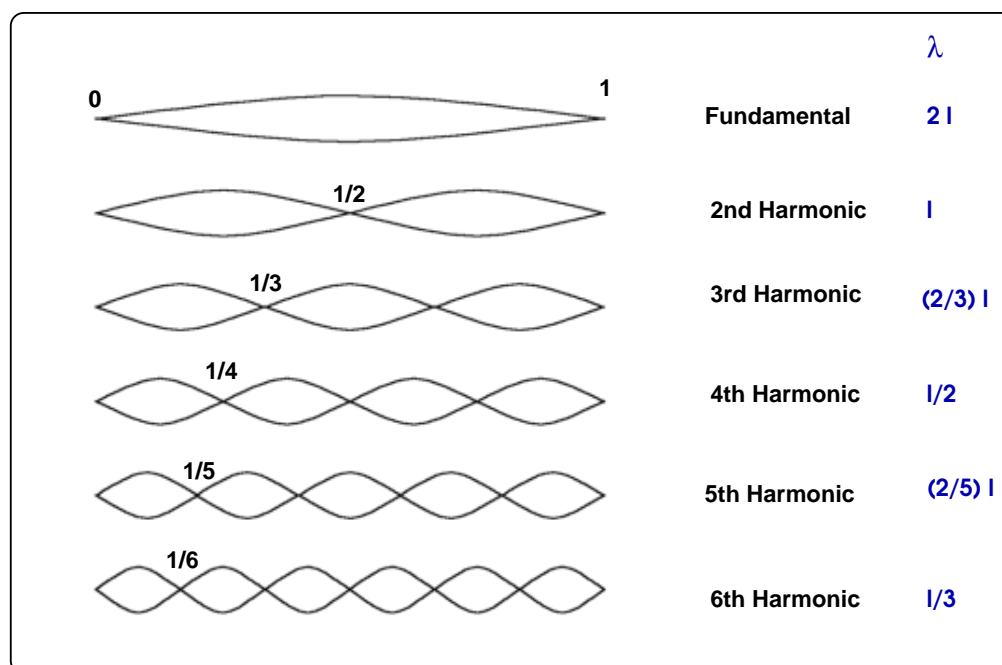 λ
0 1
Fundamental 2 l
1/2
2nd Harmonic l
1/3
3rd Harmonic (2/3) l
1/4
4th Harmonic l/2
1/5
5th Harmonic (2/5) l
1/6
6th Harmonic l/3